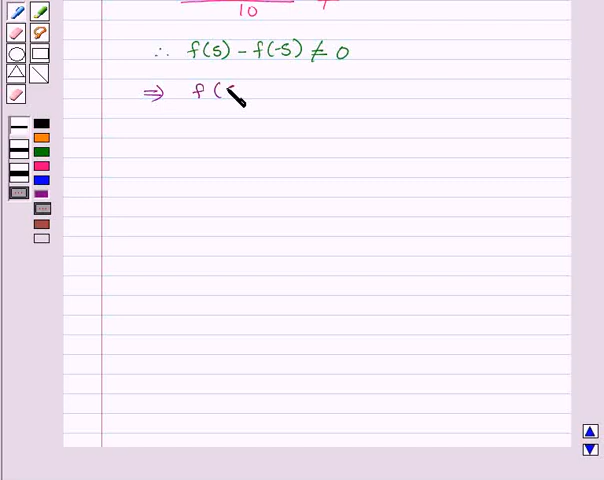 10
∴ f(5) - f(-5) ≠ 0
⇒ f(